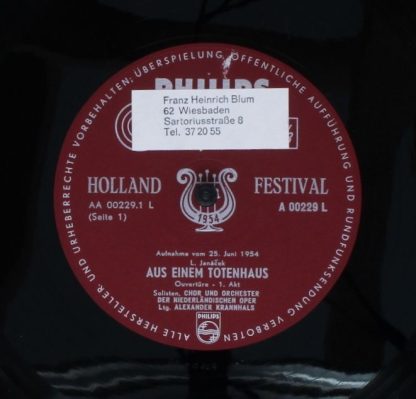 ALLE HERSTELLER- UND URHEBERRECHTE VORBEHALTEN; ÜBERSPIELUNG, ÖFFENTLICHE AUFFÜHRUNG UND RUNDFUNKSENDUNG VERBOTEN
PHILIPS
Franz Heinrich Blum
62 Wiesbaden
Sartoriusstraße 8
Tel. 37 20 55
HOLLAND FESTIVAL
1954
AA 00229.1 L
(Seite 1)
A 00229 L
Aufnahme vom 25. Juni 1954
L. Janáček
AUS EINEM TOTENHAUS
Ouvertüre - 1. Akt
Solisten, CHOR UND ORCHESTER
DER NIEDERLÄNDISCHEN OPER
Ltg. ALEXANDER KRANNHALS
PHILIPS